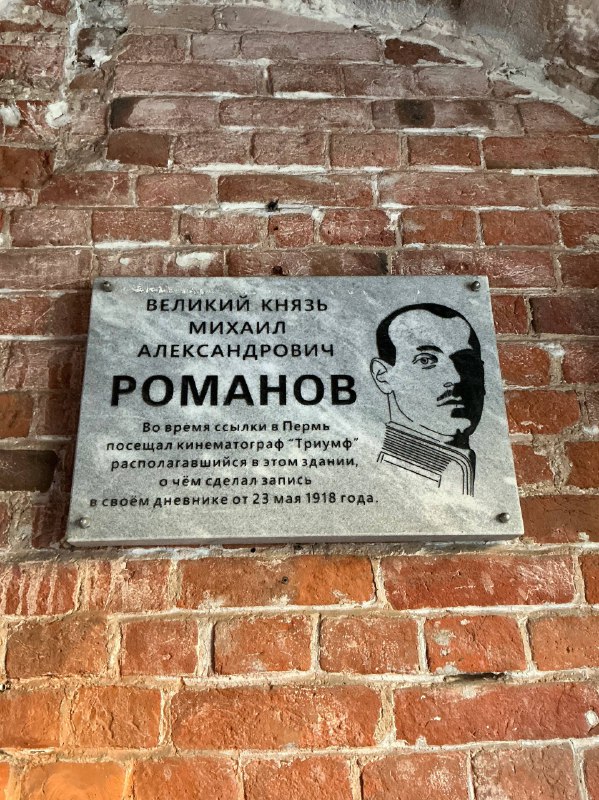 ВЕЛИКИЙ КНЯЗЬ
МИХАИЛ
АЛЕКСАНДРОВИЧ
РОМАНОВ
Во время ссылки в Пермь
посещал кинематограф "Триумф"
располагавшийся в этом здании,
о чём сделал запись
в своём дневнике от 23 мая 1918 года.